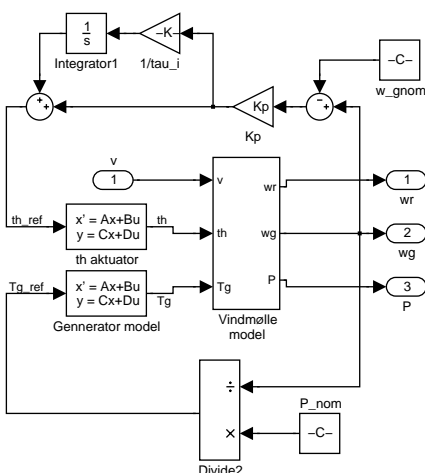 1
s
Integrator1
-K-
1/tau_i
-C-
w_gnom
Kp
Kp
v
1
v
th
Tg
wr
wg
P
Vindmølle
model
1
wr
2
wg
3
P
th_ref
x' = Ax+Bu
y = Cx+Du
th
th aktuator
Tg_ref
x' = Ax+Bu
y = Cx+Du
Tg
Gennerator model
÷
×
Divide2
P_nom
-C-